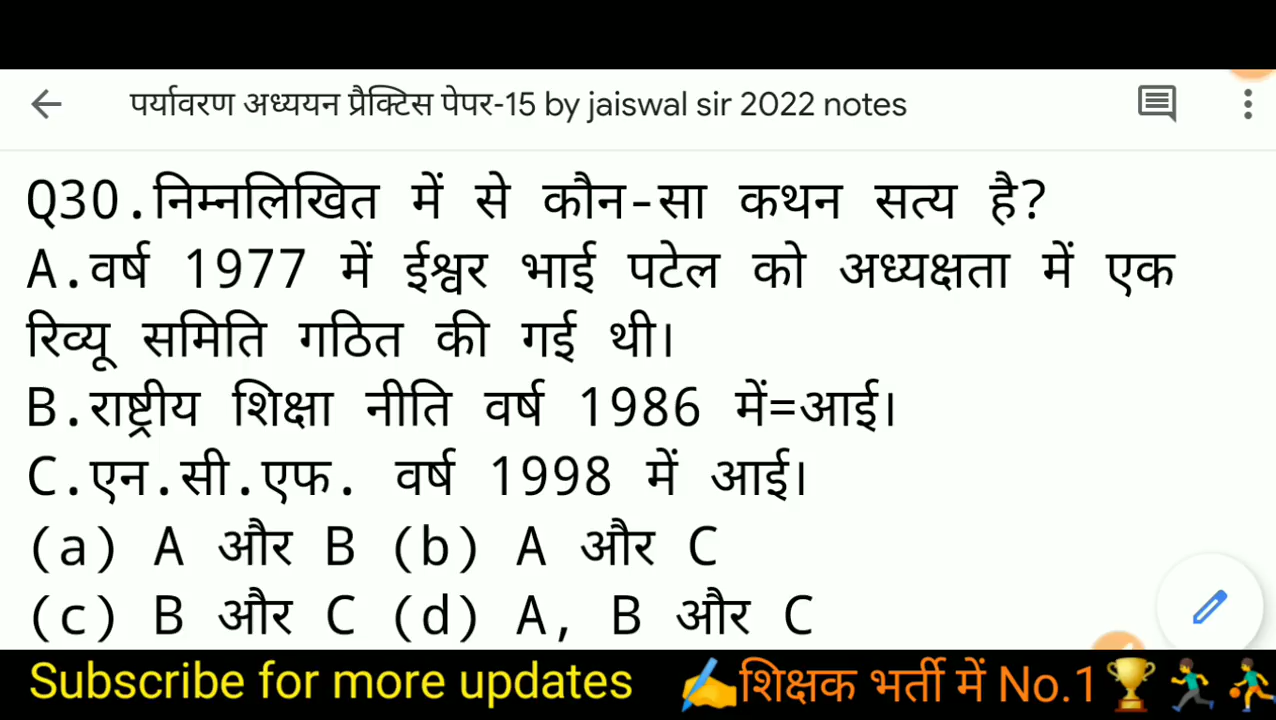 पर्यावरण अध्ययन प्रैक्टिस पेपर-15 by jaiswal sir 2022 notes
Q30.निम्नलिखित में से कौन-सा कथन सत्य है?
A.वर्ष 1977 में ईश्वर भाई पटेल को अध्यक्षता में एक
रिव्यू समिति गठित की गई थी।
B.राष्ट्रीय शिक्षा नीति वर्ष 1986 में=आई।
C.एन.सी.एफ. वर्ष 1998 में आई।
(a) A और B (b) A और C
(c) B और C (d) A, B और C
Subscribe for more updates ✍️शिक्षक भर्ती में No.1🏆🏃‍♂️⛹️‍♂️